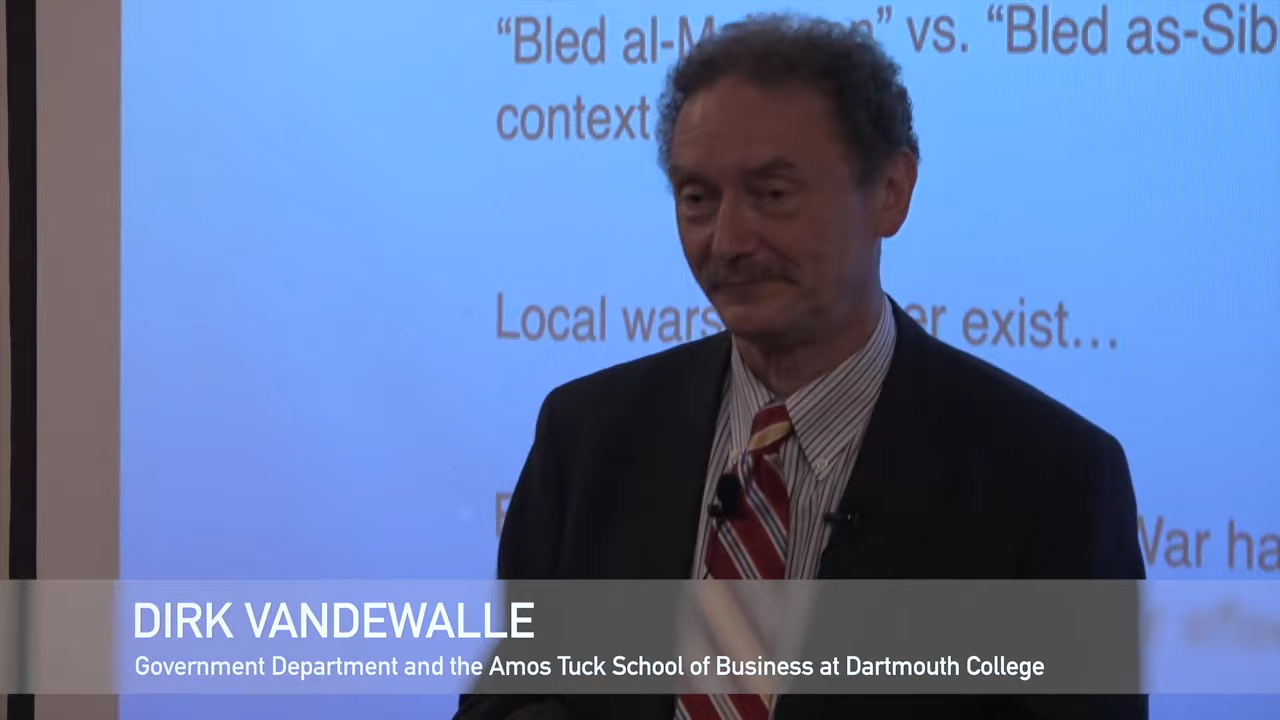 “Bled al- ” vs. “Bled as-Sib
context
Local wars er exist…
War ha
DIRK VANDEWALLE
Government Department and the Amos Tuck School of Business at Dartmouth College